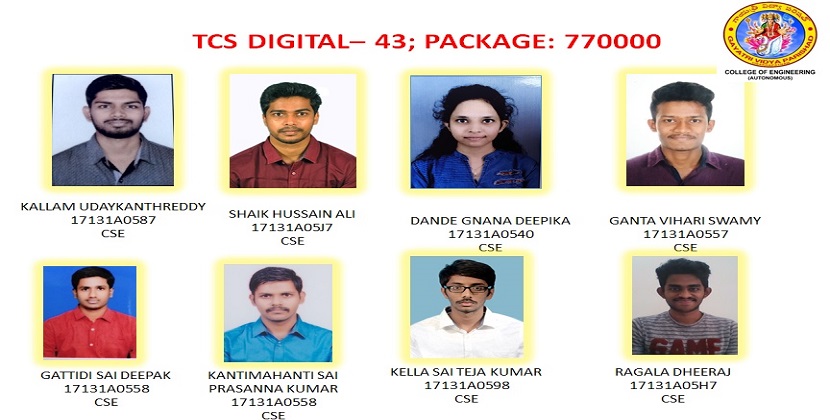 TCS DIGITAL– 43; PACKAGE: 770000
GAYATRI VIDYA PARISHAD
COLLEGE OF ENGINEERING
(AUTONOMOUS)
KALLAM UDAYKANTHREDDY
17131A0587
CSE
SHAIK HUSSAIN ALI
17131A05J7
CSE
DANDE GNANA DEEPIKA
17131A0540
CSE
GANTA VIHARI SWAMY
17131A0557
CSE
GATTIDI SAI DEEPAK
17131A0558
CSE
KANTIMAHANTI SAI
PRASANNA KUMAR
17131A0558
CSE
KELLA SAI TEJA KUMAR
17131A0598
CSE
GAME
RAGALA DHEERAJ
17131A05H7
CSE